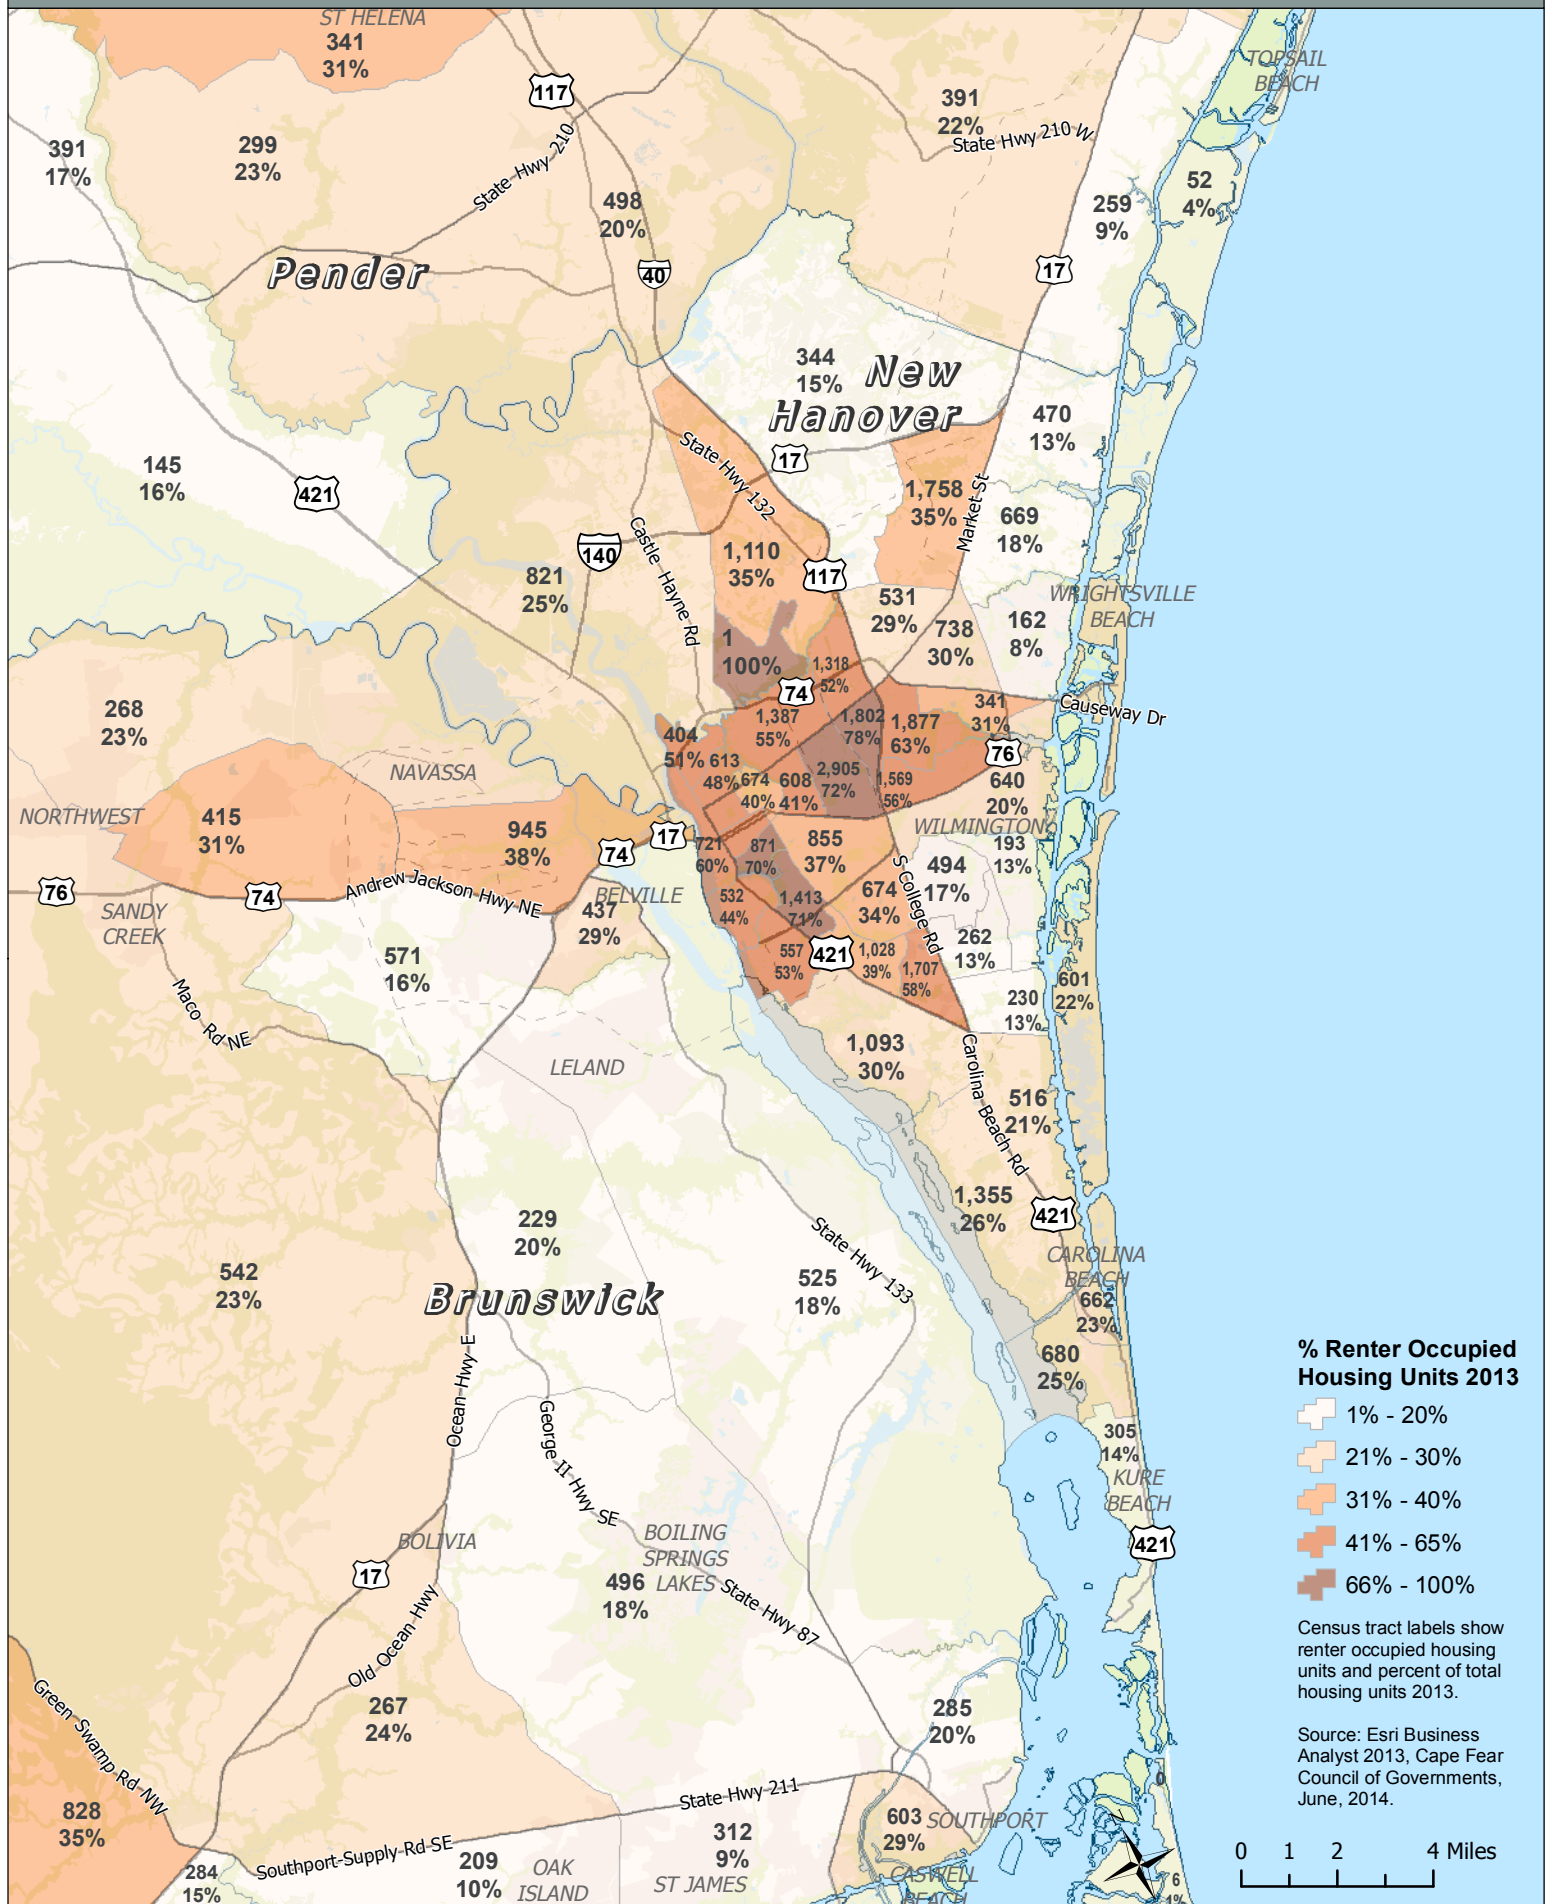 ST HELENA
341
31%
TOPSAIL
BEACH
117
391
22%
State Hwy 210 W
391
17%
299
23%
State Hwy 210
498
20%
52
4%
259
9%
Pender
40
17
344
15%
New
Hanover
470
13%
State Hwy 132
17
145
16%
421
1,758
35%
Market St
669
18%
Castle Hayne Rd
140
1,110
35%
117
821
25%
531
29%
738
30%
162
8%
WRIGHTSVILLE
BEACH
1
100%
1,318
52%
74
268
23%
404
51%
1,387
55%
1,802
78%
1,877
63%
341
31%
Causeway Dr
76
NAVASSA
613
48%
674
40%
608
41%
2,905
72%
1,569
56%
640
20%
NORTHWEST
415
31%
945
38%
74
17
721
60%
871
70%
855
37%
WILMINGTON
193
13%
494
17%
S College Rd
76
74
Andrew Jackson Hwy NE
BELVILLE
437
29%
532
44%
1,413
71%
674
34%
SANDY
CREEK
571
16%
557
53%
421
1,028
39%
1,707
58%
262
13%
230
13%
601
22%
Maco Rd NE
LELAND
1,093
30%
Carolina Beach Rd
516
21%
229
20%
1,355
26%
421
State Hwy 133
542
23%
Brunswick
525
18%
CAROLINA
BEACH
662
23%
680
25%
Ocean Hwy E
George II Hwy SE
305
14%
KURE
BEACH
421
BOLIVIA
17
BOILING
SPRINGS
LAKES
496
18%
State Hwy 87
Old Ocean Hwy
Green Swamp Rd NW
267
24%
285
20%
0
828
35%
State Hwy 211
603
29%
SOUTHPORT
Southport-Supply Rd SE
284
15%
209
10%
OAK
ISLAND
312
9%
ST JAMES
CASWELL
BEACH
6
1%
% Renter Occupied
Housing Units 2013
1% - 20%
21% - 30%
31% - 40%
41% - 65%
66% - 100%
Census tract labels show
renter occupied housing
units and percent of total
housing units 2013.
Source: Esri Business
Analyst 2013, Cape Fear
Council of Governments,
June, 2014.
0 1 2 4 Miles